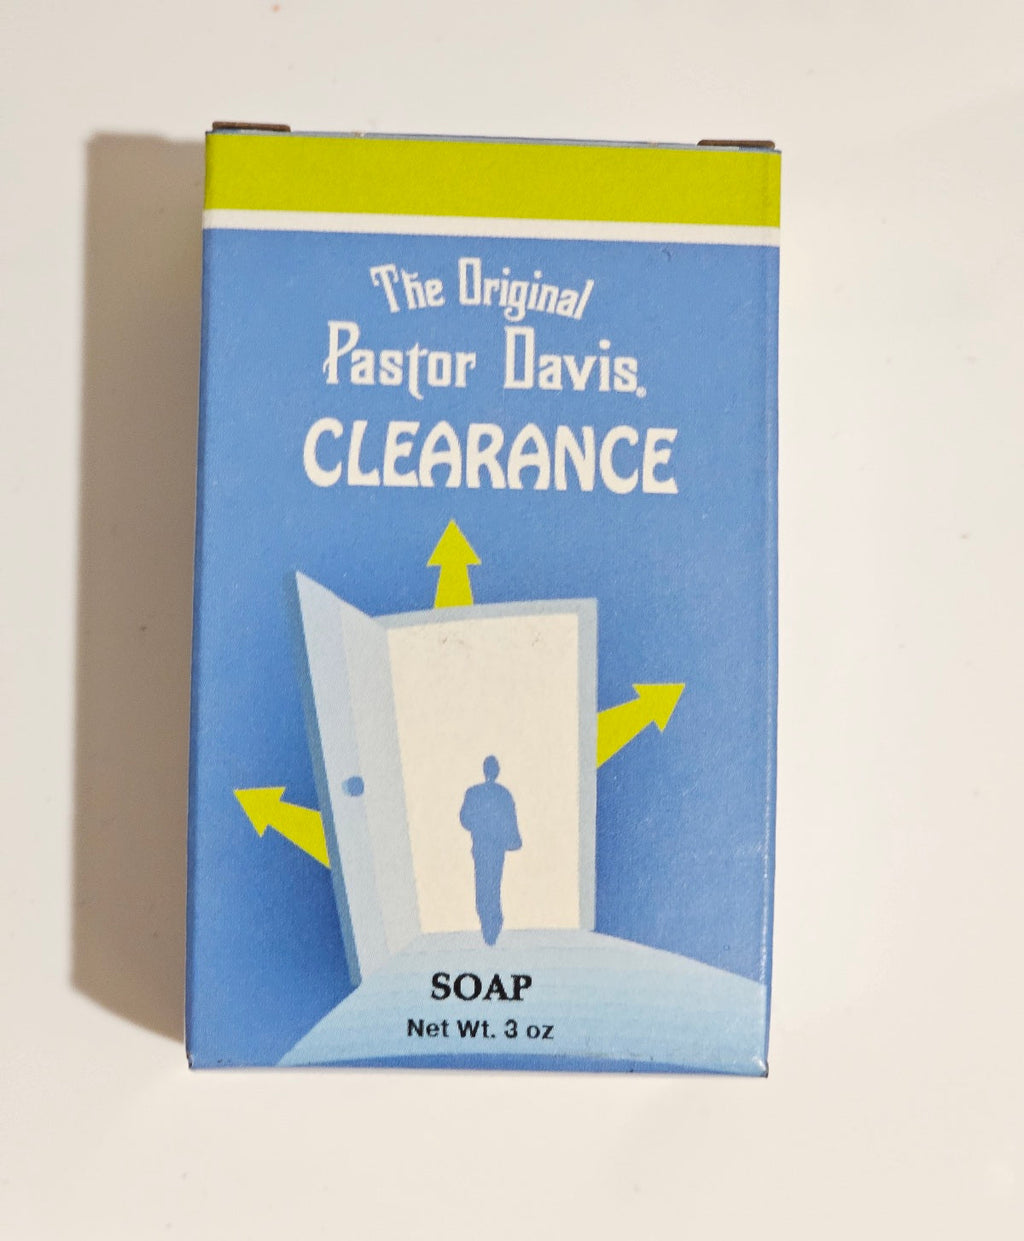 The Original
Pastor Davis®
CLEARANCE
SOAP
Net Wt. 3 oz